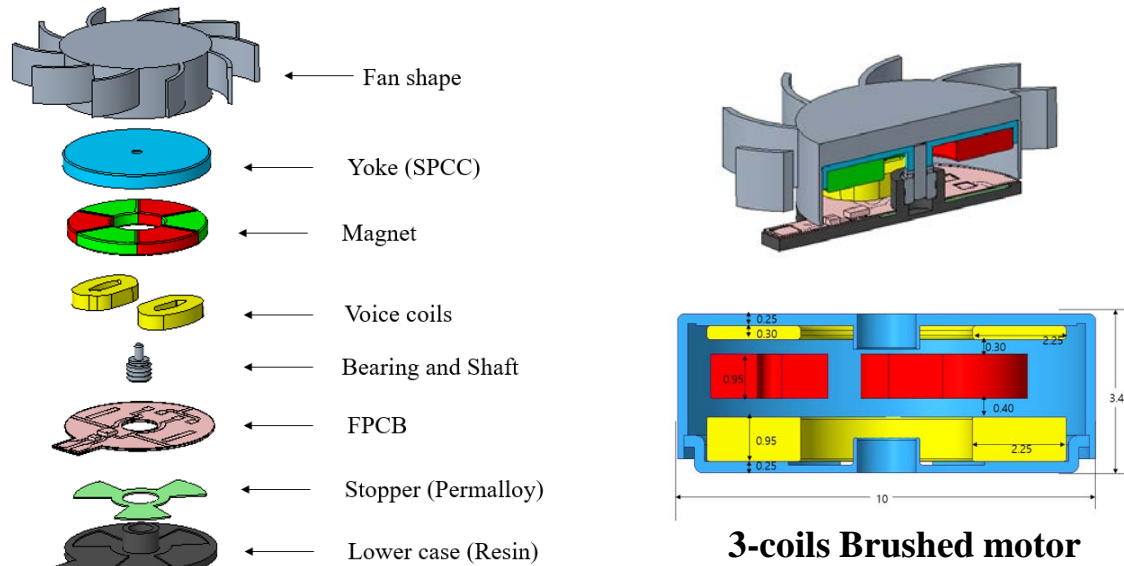 Fan shape
Yoke (SPCC)
Magnet
Voice coils
Bearing and Shaft
FPCB
Stopper (Permalloy)
Lower case (Resin)
0.25
0.30
2.25
0.30
0.95
3.4
0.40
0.95
2.25
0.25
10
3-coils Brushed motor